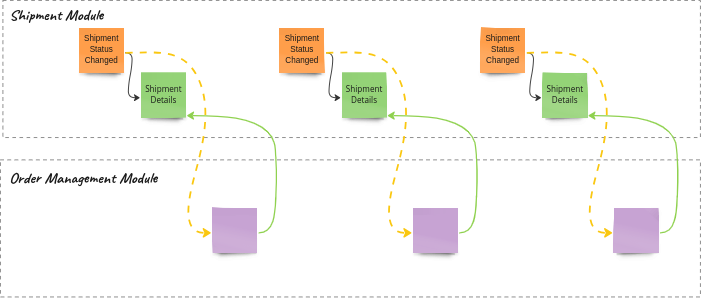 Shipment Module
Shipment
Status
Changed
Shipment
Details
Shipment
Status
Changed
Shipment
Details
Shipment
Status
Changed
Shipment
Details
Order Management Module